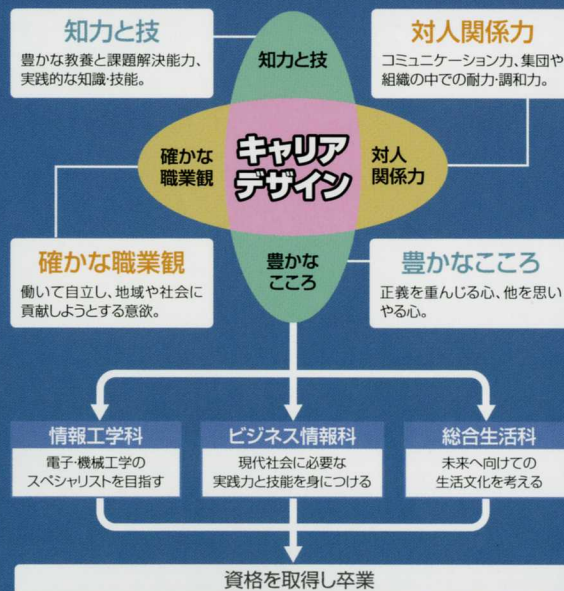 知力と技
豊かな教養と課題解決能力、
実践的な知識・技能。
対人関係力
コミュニケーション力、集団や
組織の中での耐力・調和力。
知力と技
確かな
職業観
キャリア
デザイン
対人
関係力
豊かな
こころ
確かな職業観
働いて自立し、地域や社会に
貢献しようとする意欲。
豊かなこころ
正義を重んじる心、他を思い
やる心。
情報工学科
電子・機械工学の
スペシャリストを目指す
ビジネス情報科
現代社会に必要な
実践力と技能を身につける
総合生活科
未来へ向けての
生活文化を考える
資格を取得し卒業